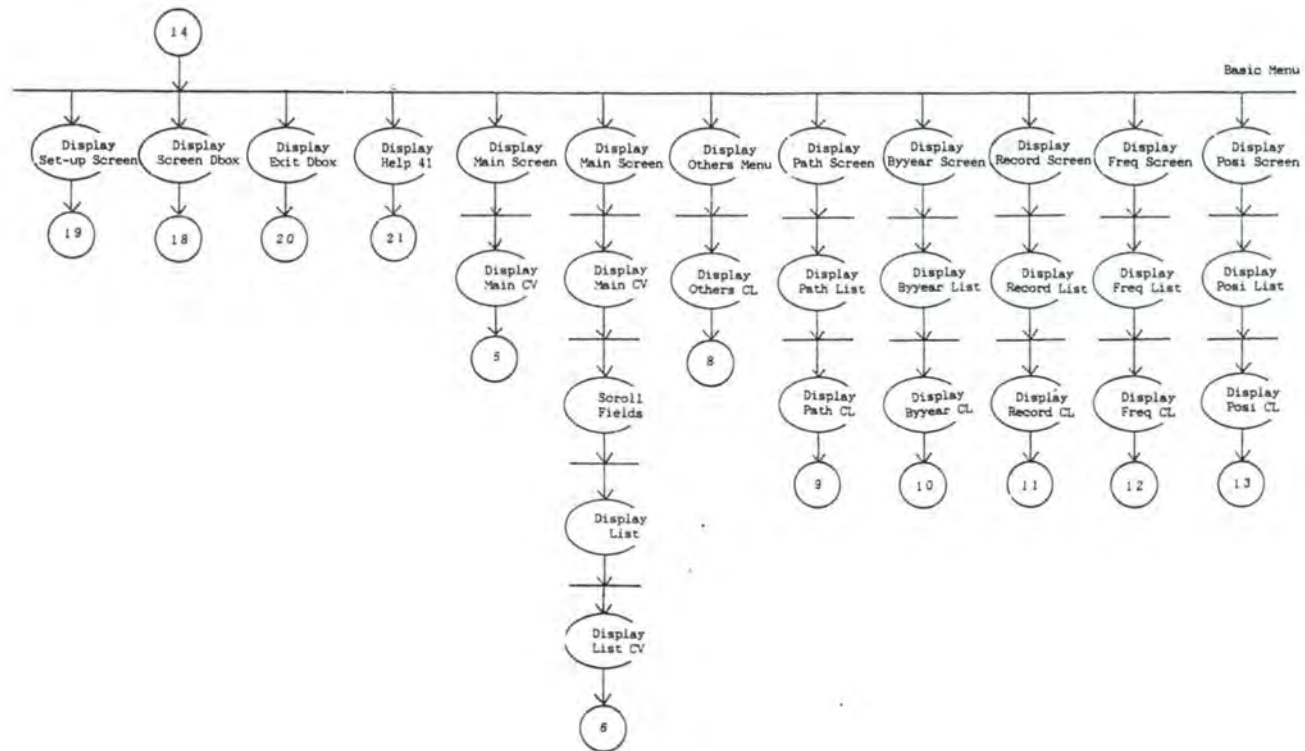 14
Basic Menu
Display
Set-up Screen
Display
Screen Dbox
Display
Exit Dbox
Display
Help 41
Display
Main Screen
Display
Main Screen
Display
Others Menu
Display
Path Screen
Display
Byyear Screen
Display
Record Screen
Display
Freq Screen
Display
Posi Screen
19
18
20
21
Display
Main CV
Display
Main CV
Display
Others CL
Display
Path List
Display
Byyear List
Display
Record List
Display
Freq List
Display
Posi List
5
Scroll
Fields
8
Display
Path CL
Display
Byyear CL
Display
Record CL
Display
Freq CL
Display
Posi CL
9
10
11
12
13
Display
List
Display
List CV
6